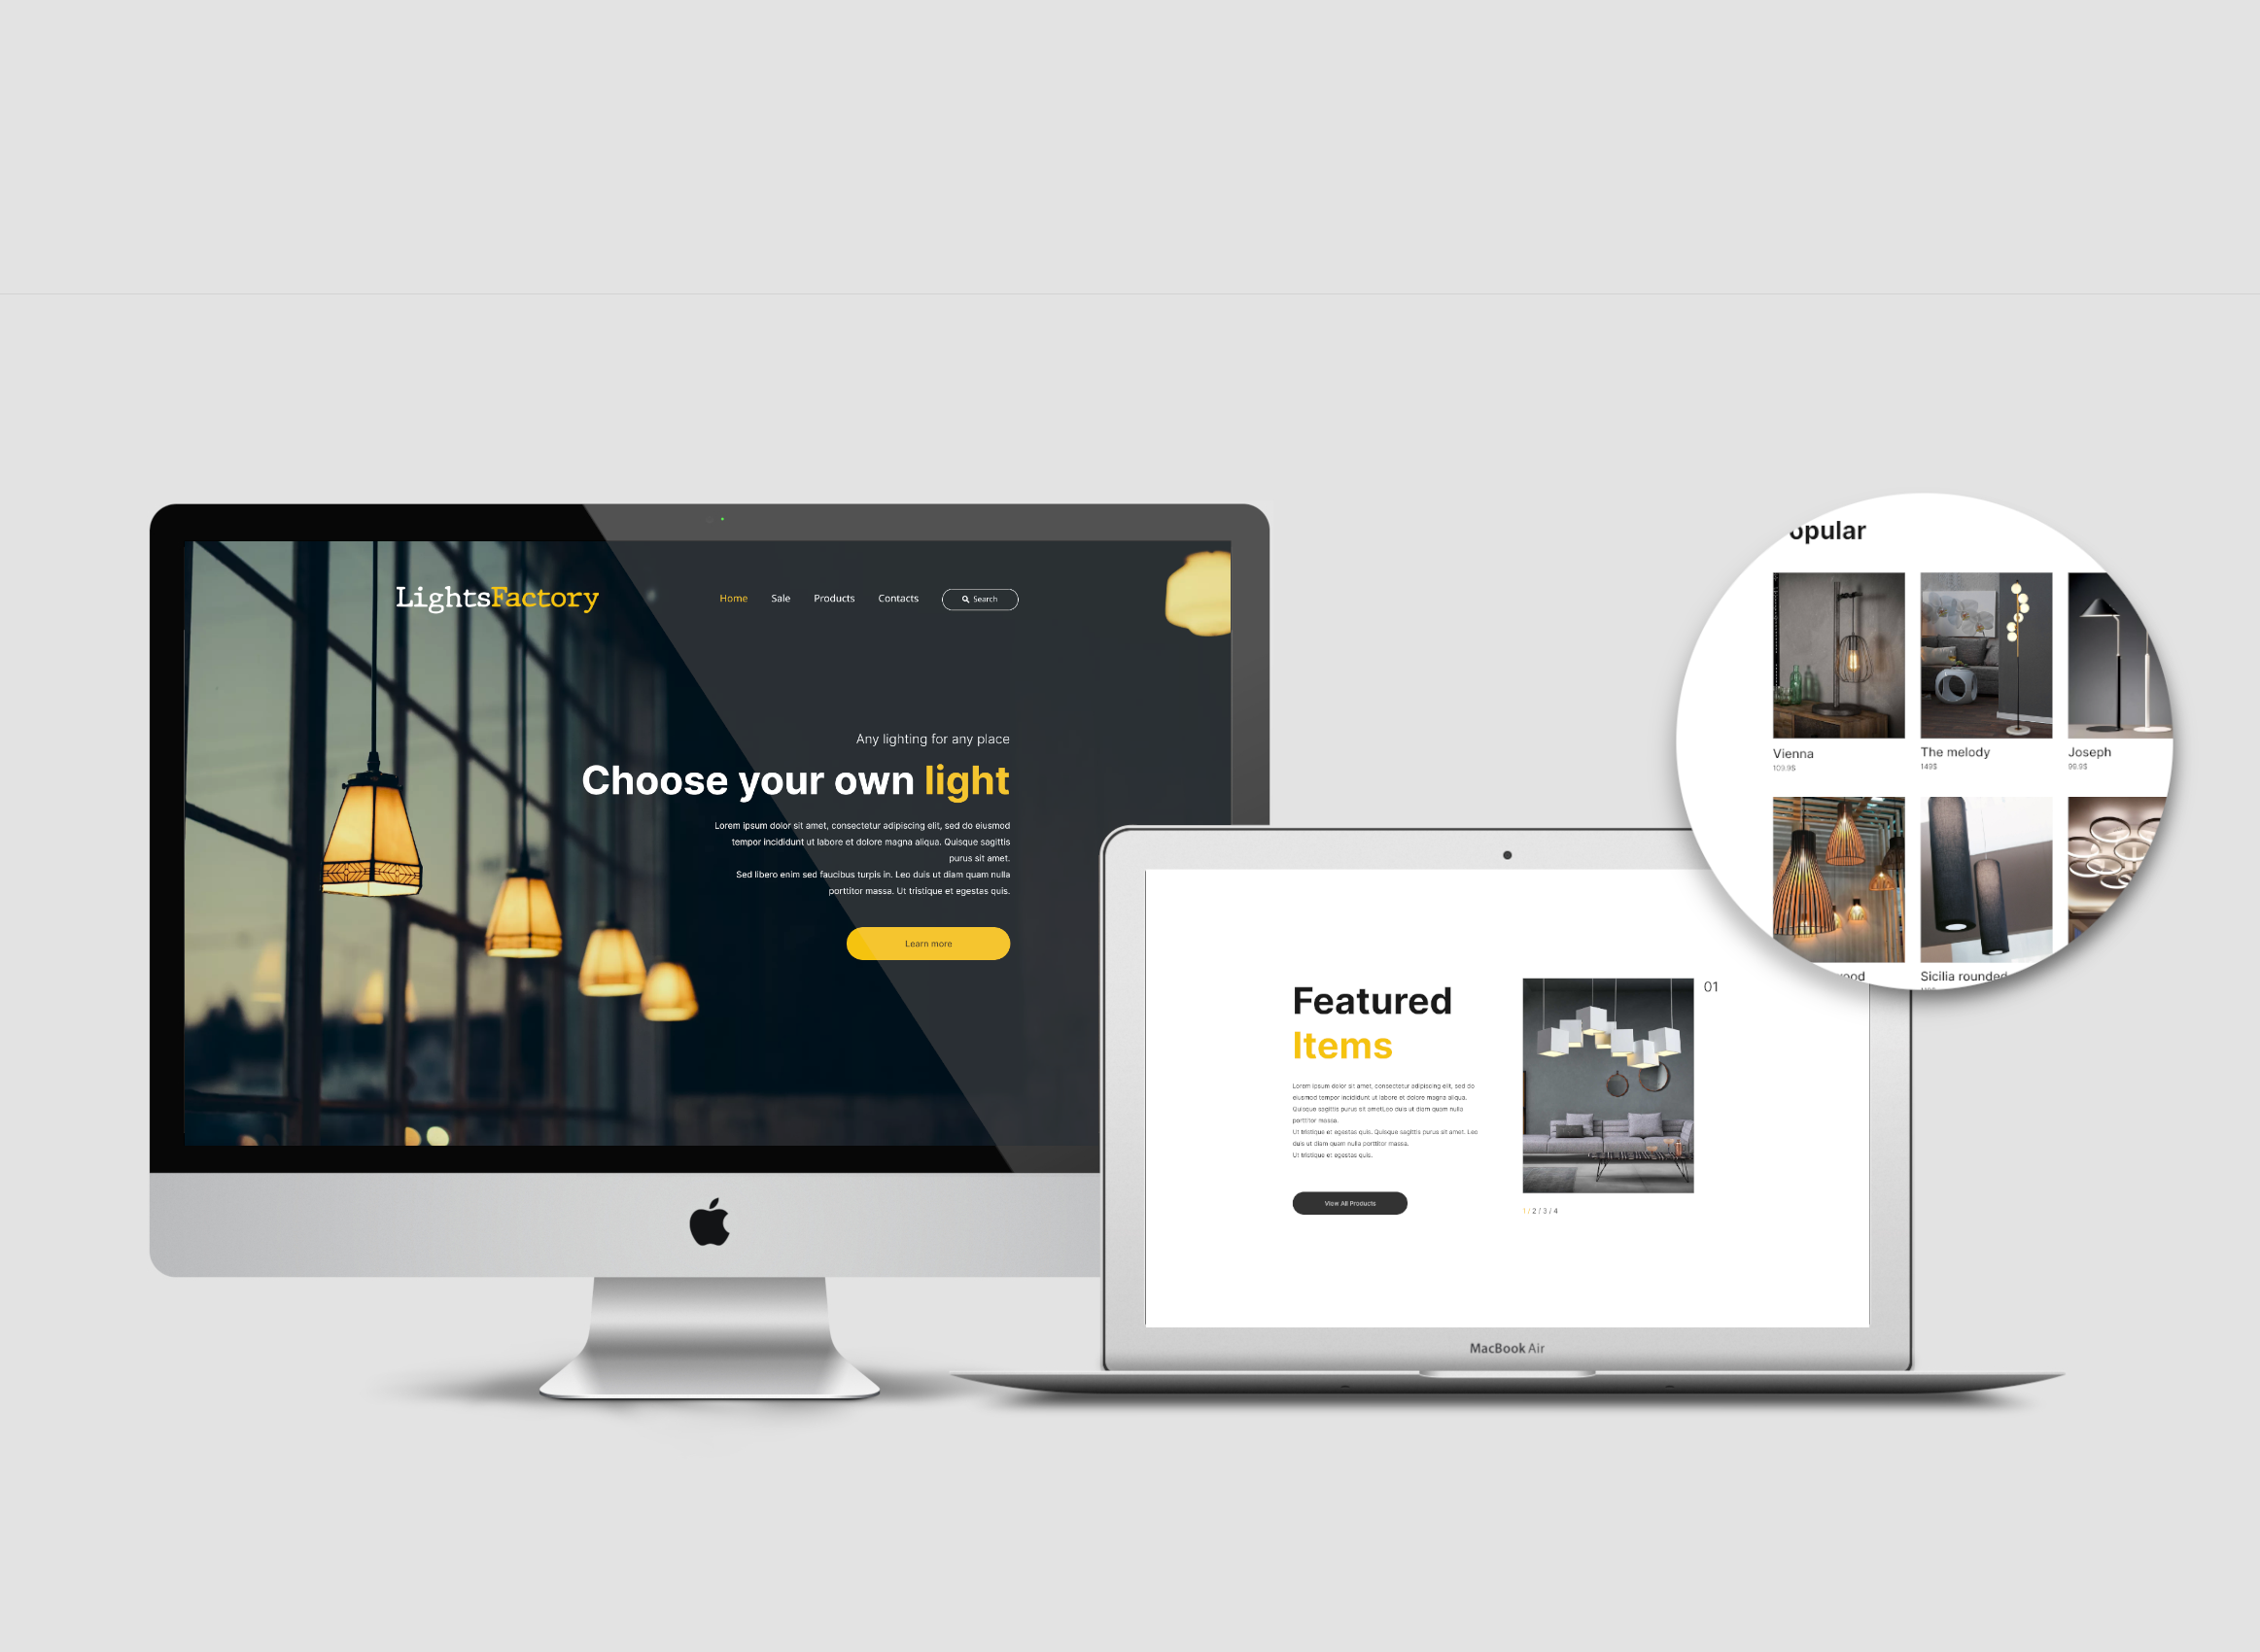 LightsFactory
Home
Sale
Products
Contacts
Search
Any lighting for any place
Choose your own light
Lorem ipsum dolor sit amet, consectetur adipiscing elit, sed do eiusmod
tempor incididunt ut labore et dolore magna aliqua. Quisque sagittis
purus sit amet.
Sed libero enim sed faucibus turpis in. Leo duis ut diam quam nulla
porttitor massa. Ut tristique et egestas quis.
Learn more
opular
Vienna
109.9$
The melody
149$
Joseph
99.9$
ood
Sicilia rounded
Featured
Items
Lorem ipsum dolor sit amet, consectetur adipiscing elit, sed do
eiusmod tempor incididunt ut labore et dolore magna aliqua.
Quisque sagittis purus sit amet.Leo duis ut diam quam nulla
porttitor massa.
Ut tristique et egestas quis. Quisque sagittis purus sit amet. Leo
duis ut diam quam nulla porttitor massa.
Ut tristique et egestas quis.
View All Products
01
1 / 2 / 3 / 4
MacBook Air